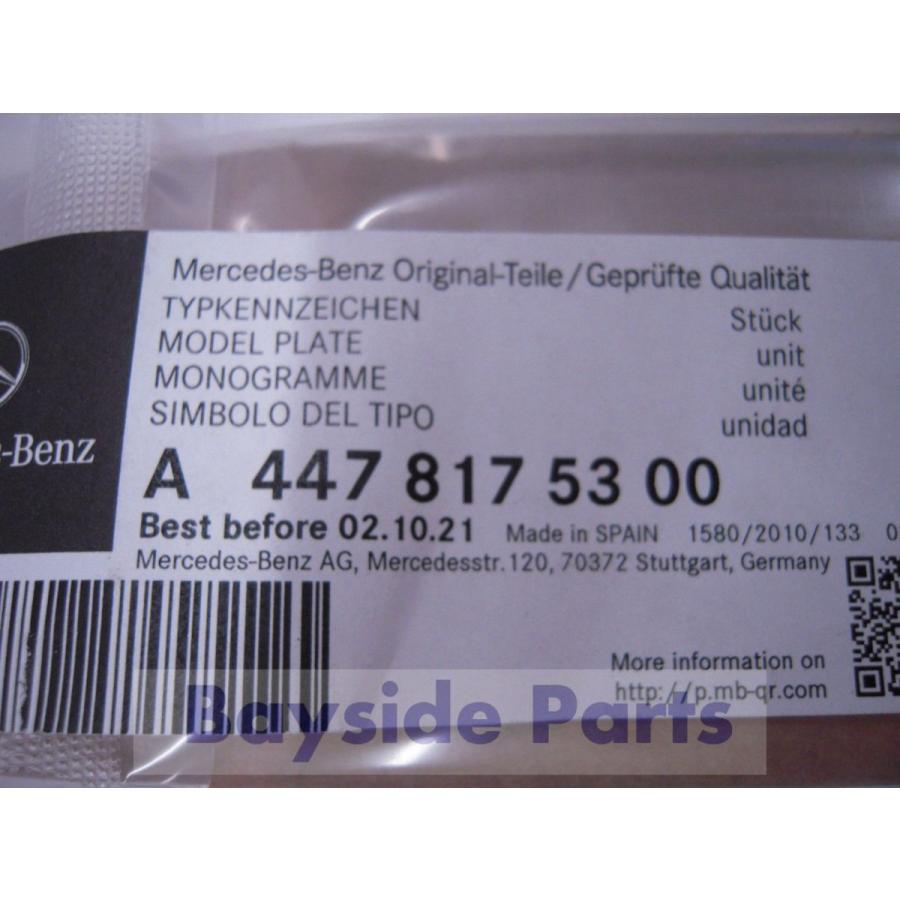 Mercedes-Benz Original-Teile/Geprüfte Qualität
TYPKENNZEICHEN Stück
MODEL PLATE unit
MONOGRAMME unité
SIMBOLO DEL TIPO unidad
-Benz
A 447 817 53 00
Best before 02.10.21 Made in SPAIN 1580/2010/133 0
Mercedes-Benz AG, Mercedesstr.120, 70372 Stuttgart, Germany
More information on
http://p.mb-qr.com
Bayside Parts